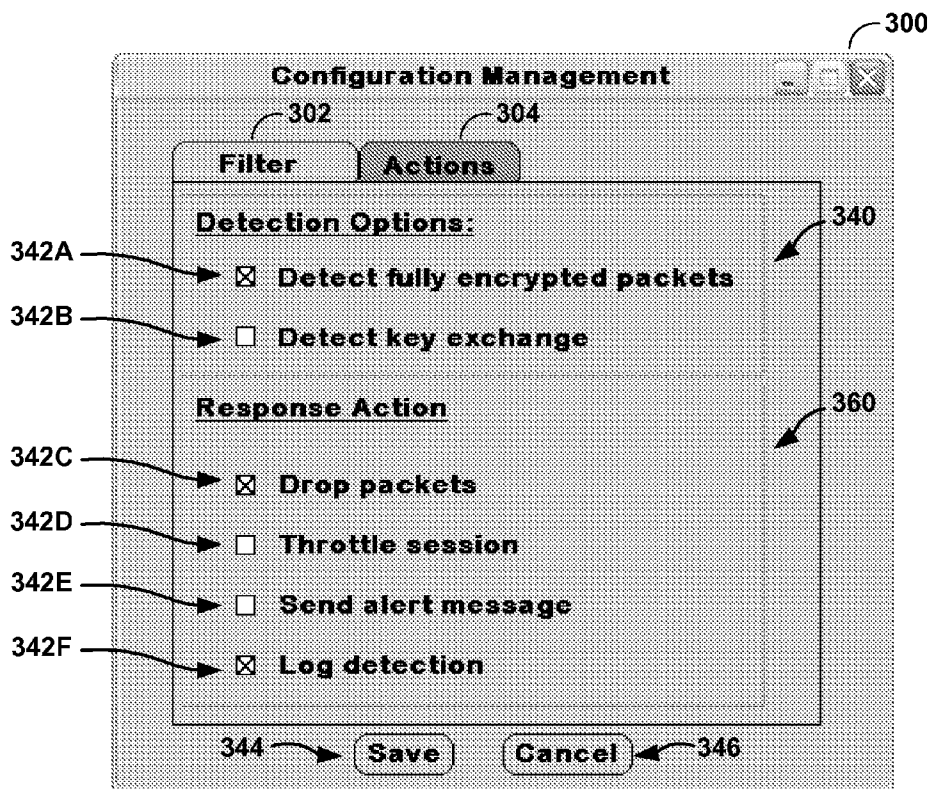 300
Configuration Management
302
304
Filter
Actions
Detection Options:
340
342A
Detect fully encrypted packets
342B
Detect key exchange
Response Action
360
342C
Drop packets
342D
Throttle session
342E
Send alert message
342F
Log detection
344
Save
Cancel
346